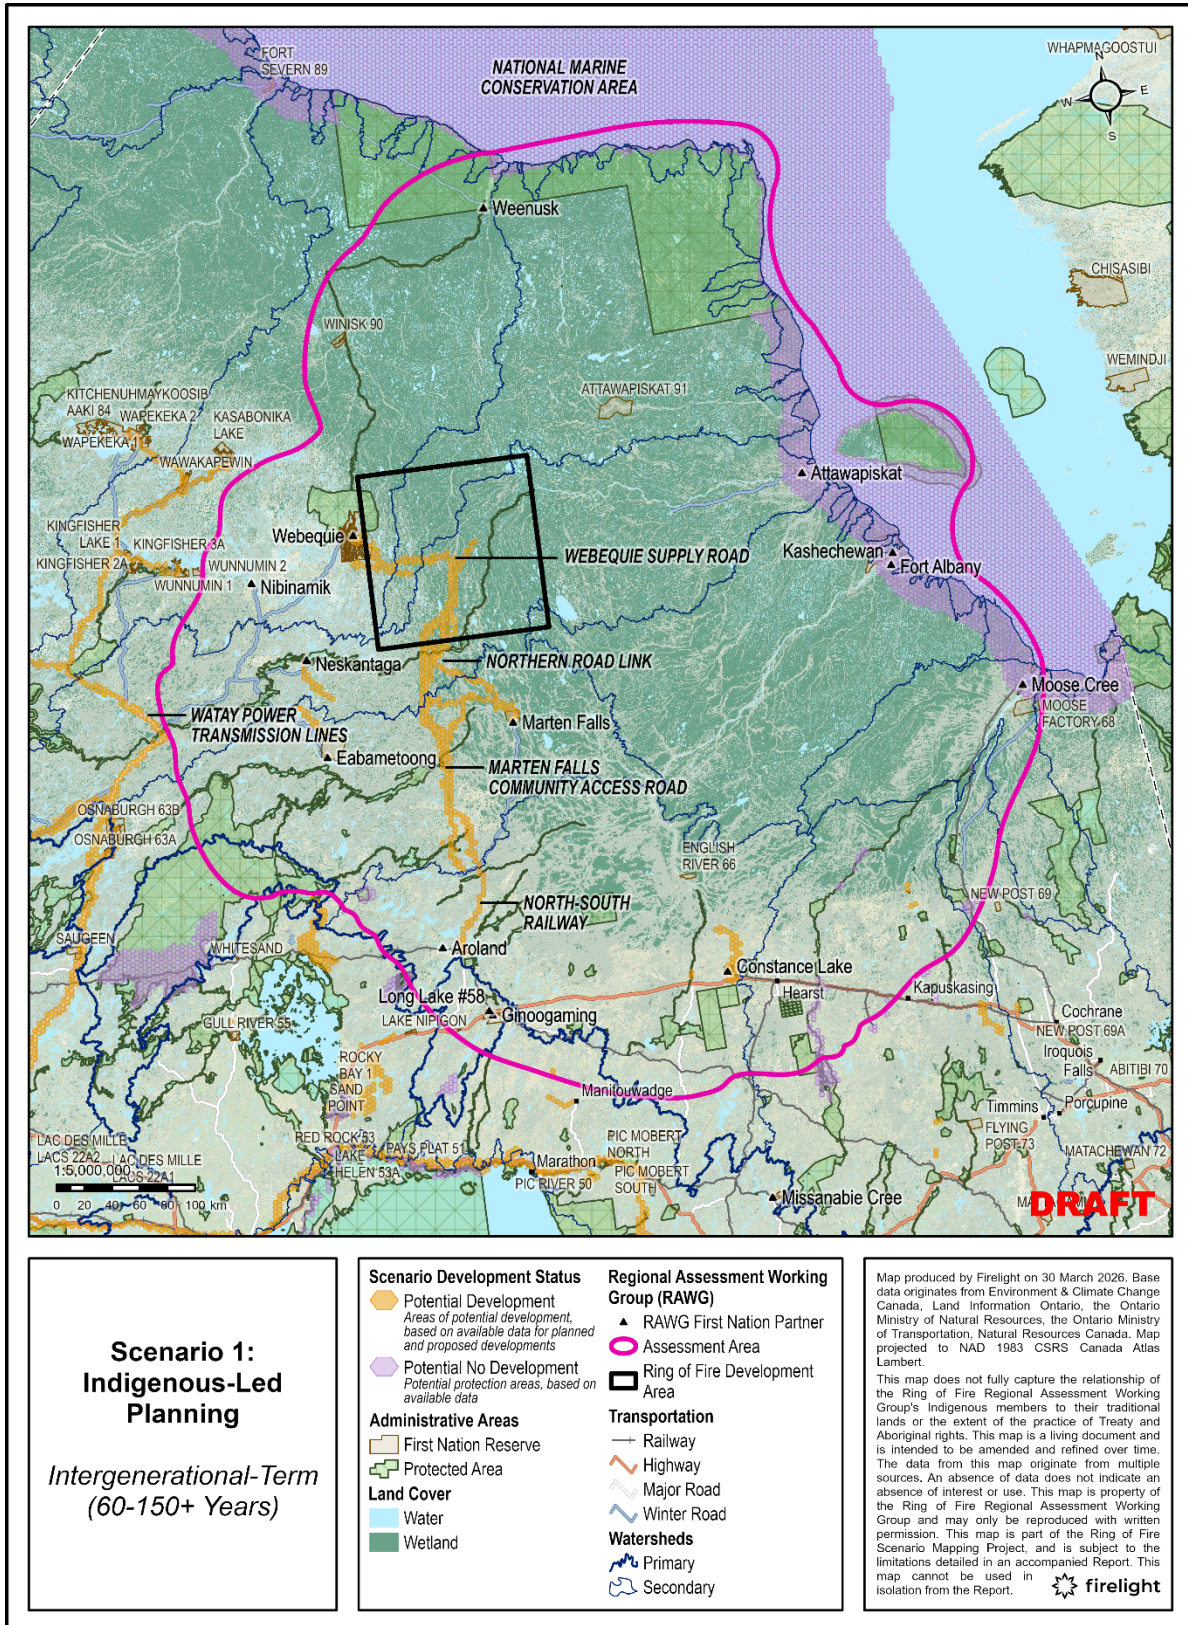 FORT
SEVERN 89
NATIONAL MARINE
CONSERVATION AREA
WHAPMAGOOSTUI
N
W
E
S
Weenusk
CHISASIBI
WINISK 90
WEMINDJI
ATTAWAPISKAT 91
KITCHENUHMAYKOOSIB
AAKI 84
WAPEKEKA 2
KASABONIKA
LAKE
WAPEKEKA 1
WAWAKAPEWIN
Attawapiskat
KINGFISHER
LAKE 1
KINGFISHER 3A
Webequie
WEBEQUIE SUPPLY ROAD
Kashechewan
Fort Albany
KINGFISHER 2A
WUNNUMIN 2
WUNNUMIN 1
Nibinamik
Neskantaga
NORTHERN ROAD LINK
Moose Cree
MOOSE
FACTORY 68
WATAY POWER
TRANSMISSION LINES
Marten Falls
Eabametoong
MARTEN FALLS
COMMUNITY ACCESS ROAD
OSNABURGH 63B
OSNABURGH 63A
ENGLISH
RIVER 66
NEW POST 69
NORTH-SOUTH
RAILWAY
SAUGEEN
WHITESAND
Aroland
Constance Lake
Hearst
Kapuskasing
Long Lake #58
Ginoogaming
LAKE NIPIGON
GULL RIVER 55
Cochrane
NEW POST 69A
Iroquois
Falls
ABITIBI 70
ROCKY
BAY 1
SAND
POINT
Manitouwadge
Timmins
Porcupine
FLYING
POST 73
LAC DES MILLE
LACS 22A2
LAC DES MILLE
LACS 22A1
RED ROCK 53
LAKE
HELEN 53A
PAYS PLAT 51
PIC MOBERT
NORTH
Marathon
PIC RIVER 50
PIC MOBERT
SOUTH
MATACHEWAN 72
Missanabie Cree
1:5,000,000
0 20 40 60 80 100 km
DRAFT
Scenario 1:
Indigenous-Led
Planning
Intergenerational-Term
(60-150+ Years)
Scenario Development Status
Potential Development
Areas of potential development,
based on available data for planned
and proposed developments
Potential No Development
Potential protection areas, based on
available data
Administrative Areas
First Nation Reserve
Protected Area
Land Cover
Water
Wetland
Regional Assessment Working
Group (RAWG)
RAWG First Nation Partner
Assessment Area
Ring of Fire Development
Area
Transportation
Railway
Highway
Major Road
Winter Road
Watersheds
Primary
Secondary
Map produced by Firelight on 30 March 2026. Base
data originates from Environment & Climate Change
Canada, Land Information Ontario, the Ontario
Ministry of Natural Resources, the Ontario Ministry
of Transportation, Natural Resources Canada. Map
projected to NAD 1983 CSRS Canada Atlas
Lambert.
This map does not fully capture the relationship of
the Ring of Fire Regional Assessment Working
Group's Indigenous members to their traditional
lands or the extent of the practice of Treaty and
Aboriginal rights. This map is a living document and
is intended to be amended and refined over time.
The data from this map originate from multiple
sources. An absence of data does not indicate an
absence of interest or use. This map is property of
the Ring of Fire Regional Assessment Working
Group and may only be reproduced with written
permission. This map is part of the Ring of Fire
Scenario Mapping Project, and is subject to the
limitations detailed in an accompanied Report. This
map cannot be used in
isolation from the Report.
firelight